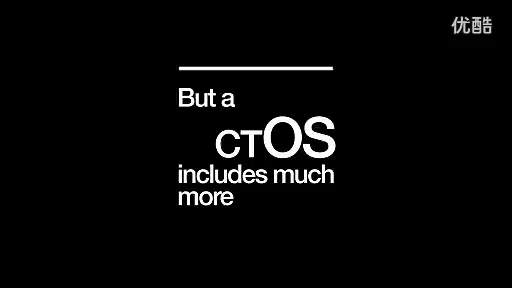 优酷
But a
CTOS
includes much
more